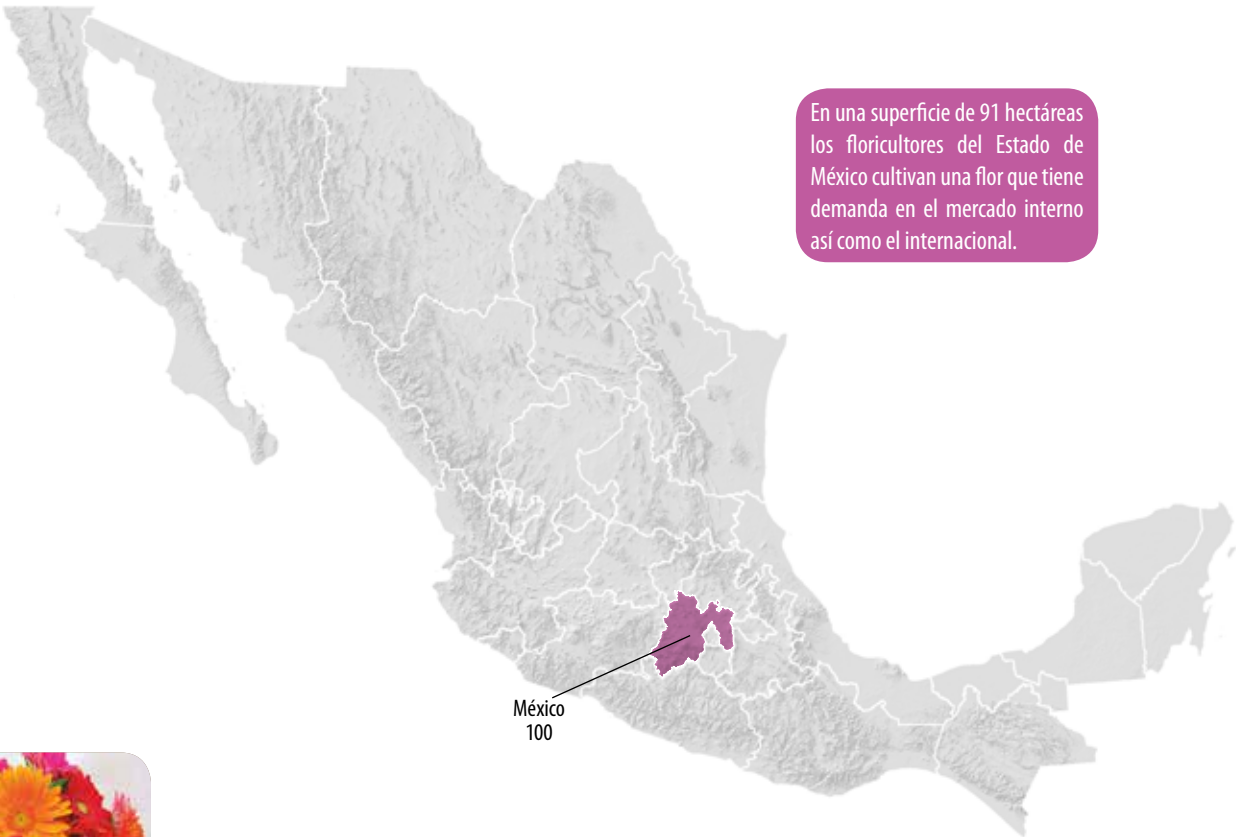 En una superficie de 91 hectáreas
los floricultores del Estado de
México cultivan una flor que tiene
demanda en el mercado interno
así como el internacional.
México
100